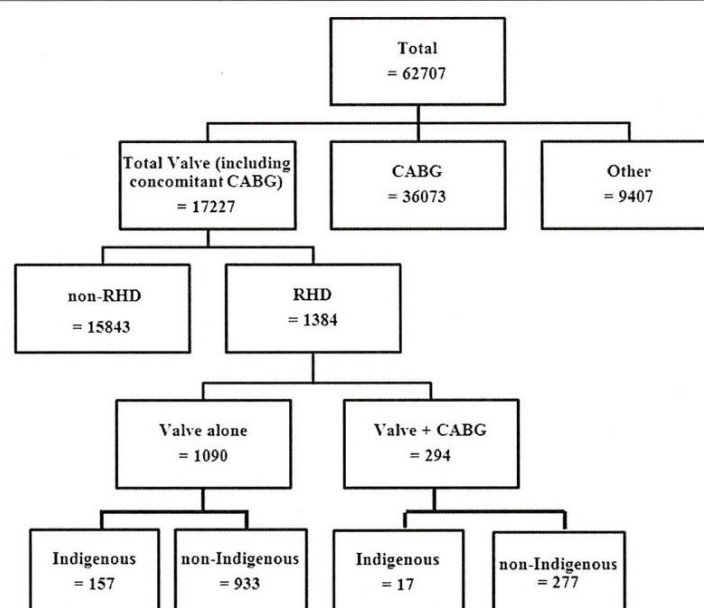 Total
= 62707
Total Valve (including
concomitant CABG)
= 17227
CABG
= 36073
Other
= 9407
non-RHD
= 15843
RHD
= 1384
Valve alone
= 1090
Valve + CABG
= 294
Indigenous
= 157
non-Indigenous
= 933
Indigenous
= 17
non-Indigenous
= 277